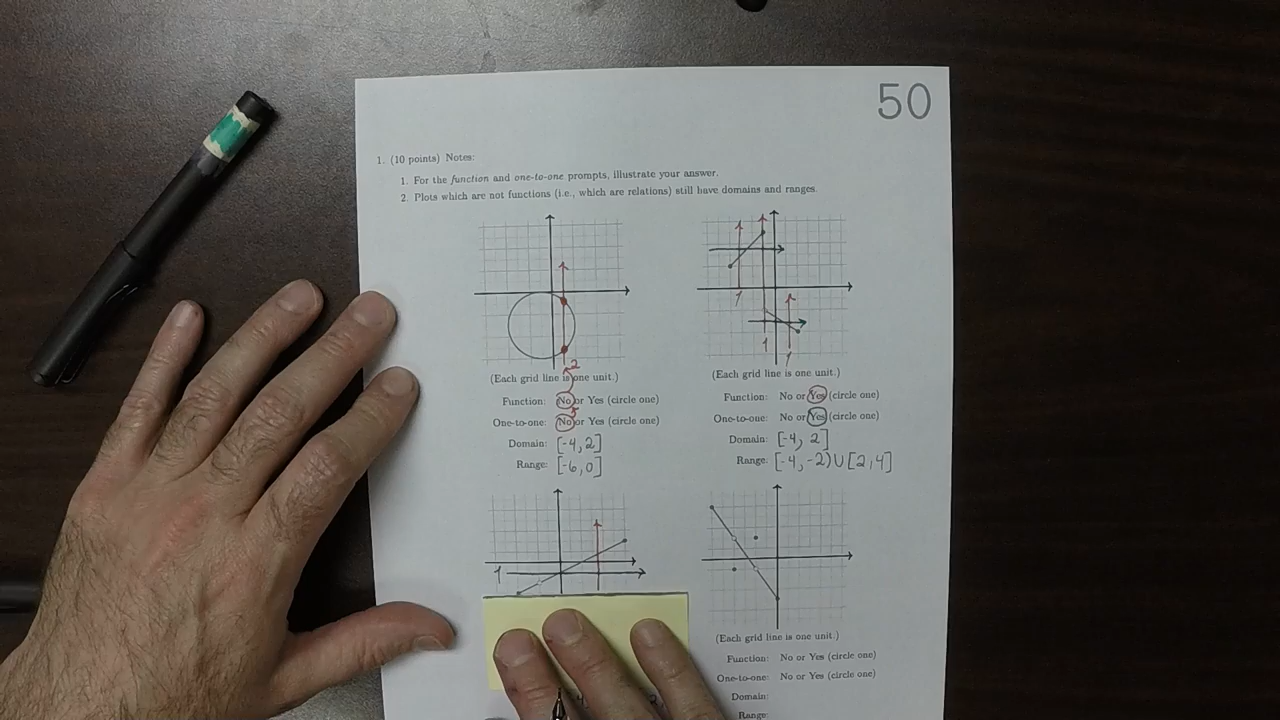 50
1. (10 points) Notes:
1. For the function and one-to-one prompts, illustrate your answer.
2. Plots which are not functions (i.e., which are relations) still have domains and ranges.
1
1
1
2
(Each grid line is one unit.)
Function: No or Yes (circle one)
One-to-one: No or Yes (circle one)
Domain: [-4, 2]
Range: [-6, 0]
(Each grid line is one unit.)
Function: No or Yes (circle one)
One-to-one: No or Yes (circle one)
Domain: [-4, 2]
Range: [-4, -2) U [2, 4]
1
(Each grid line is one unit.)
Function: No or Yes (circle one)
One-to-one: No or Yes (circle one)
Domain:
Range: